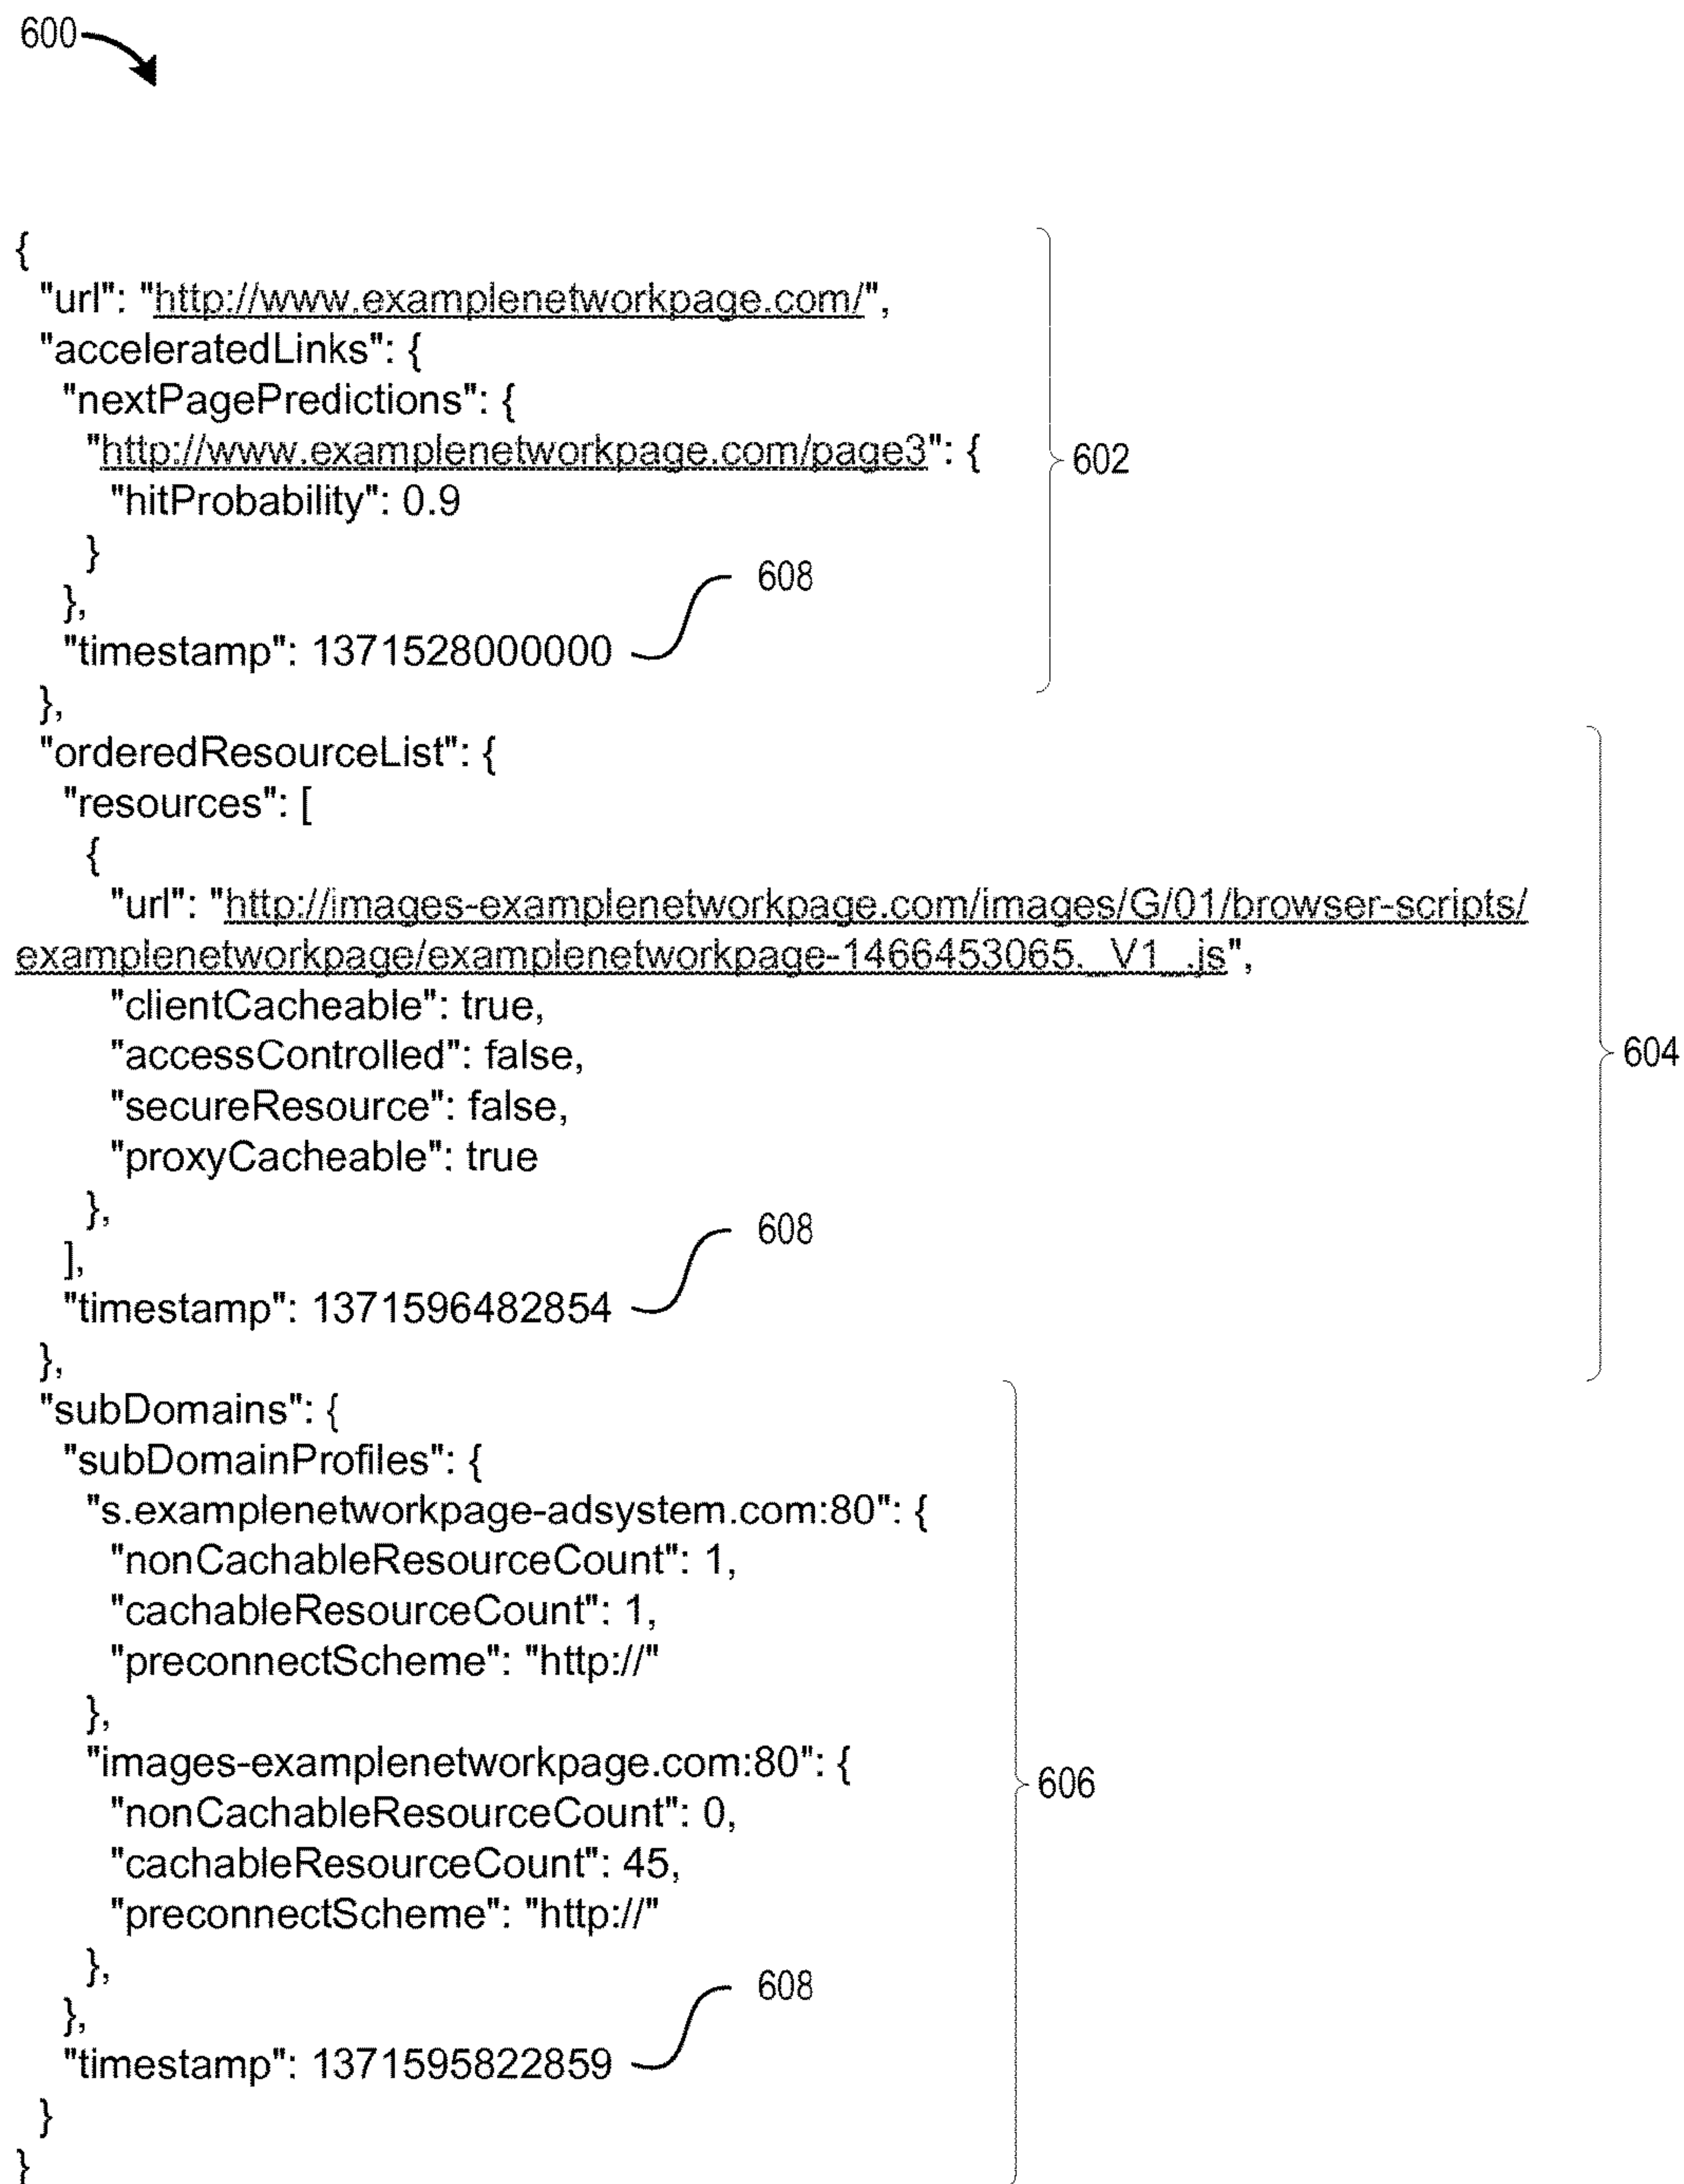 600
{
"url": "http://www.examplenetworkpage.com/",
"acceleratedLinks": {
"nextPagePredictions": {
"http://www.examplenetworkpage.com/page3": {
"hitProbability": 0.9
}
608
},
"timestamp": 1371528000000
},
602
"orderedResourceList": {
"resources": [
{
"url": "http://images-examplenetworkpage.com/images/G/01/browser-scripts/
examplenetworkpage/examplenetworkpage-1466453065._V1_.js",
"clientCacheable": true,
"accessControlled": false,
"secureResource": false,
"proxyCacheable": true
},
608
],
"timestamp": 1371596482854
},
604
"subDomains": {
"subDomainProfiles": {
"s.examplenetworkpage-adsystem.com:80": {
"nonCachableResourceCount": 1,
"cachableResourceCount": 1,
"preconnectScheme": "http://"
},
"images-examplenetworkpage.com:80": {
"nonCachableResourceCount": 0,
"cachableResourceCount": 45,
"preconnectScheme": "http://"
},
608
},
"timestamp": 1371595822859
}
}
606